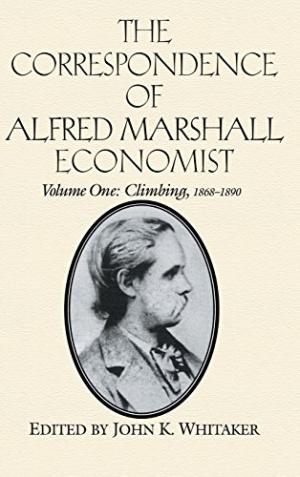 THE
CORRESPONDENCE
OF
ALFRED MARSHALL
ECONOMIST
Volume One: Climbing, 1868–1890
EDITED BY JOHN K. WHITAKER